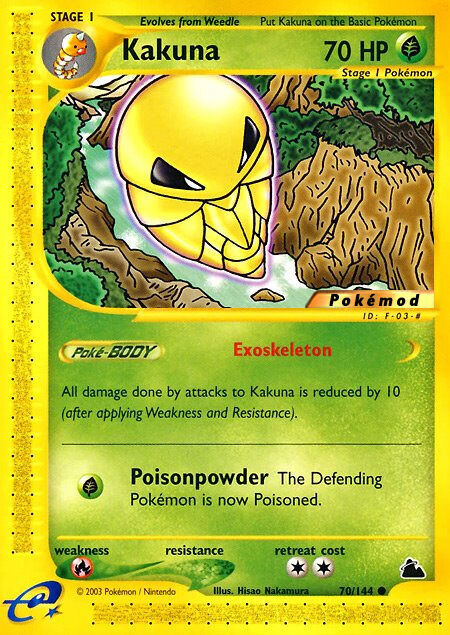 STAGE 1
Evolves from Weedle Put Kakuna on the Basic Pokémon
Kakuna 70 HP
Stage 1 Pokémon
Pokémod
ID: F-03-#
Poké-BODY Exoskeleton
All damage done by attacks to Kakuna is reduced by 10
(after applying Weakness and Resistance).
Poisonpowder The Defending
Pokémon is now Poisoned.
weakness resistance retreat cost
© 2003 Pokémon / Nintendo Illus. Hisao Nakamura 70/144
e